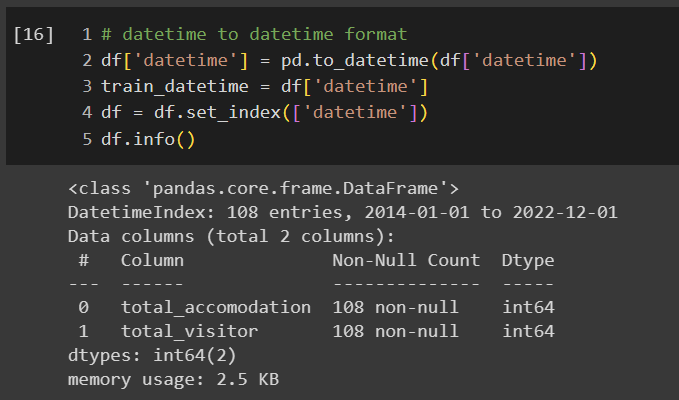 [16] 1 # datetime to datetime format
2 df['datetime'] = pd.to_datetime(df['datetime'])
3 train_datetime = df['datetime']
4 df = df.set_index(['datetime'])
5 df.info()
<class 'pandas.core.frame.DataFrame'>
DatetimeIndex: 108 entries, 2014-01-01 to 2022-12-01
Data columns (total 2 columns):
 #   Column             Non-Null Count  Dtype
---  ------             --------------  -----
 0   total_accomodation  108 non-null    int64
 1   total_visitor       108 non-null    int64
dtypes: int64(2)
memory usage: 2.5 KB